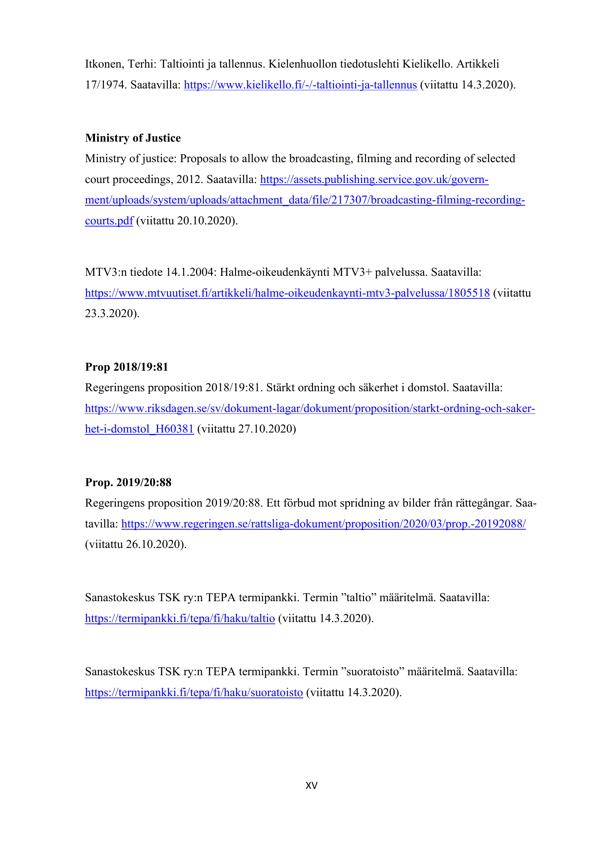 Itkonen, Terhi: Taltiointi ja tallennus. Kielenhuollon tiedotuslehti Kielikello. Artikkeli
17/1974. Saatavilla: https://www.kielikello.fi/-/-taltiointi-ja-tallennus (viitattu 14.3.2020).
Ministry of Justice
Ministry of justice: Proposals to allow the broadcasting, filming and recording of selected
court proceedings, 2012. Saatavilla: https://assets.publishing.service.gov.uk/govern-
ment/uploads/system/uploads/attachment_data/file/217307/broadcasting-filming-recording-
courts.pdf (viitattu 20.10.2020).
MTV3:n tiedote 14.1.2004: Halme-oikeudenkäynti MTV3+ palvelussa. Saatavilla:
https://www.mtvuutiset.fi/artikkeli/halme-oikeudenkaynti-mtv3-palvelussa/1805518 (viitattu
23.3.2020).
Prop 2018/19:81
Regeringens proposition 2018/19:81. Stärkt ordning och säkerhet i domstol. Saatavilla:
https://www.riksdagen.se/sv/dokument-lagar/dokument/proposition/starkt-ordning-och-saker-
het-i-domstol_H60381 (viitattu 27.10.2020)
Prop. 2019/20:88
Regeringens proposition 2019/20:88. Ett förbud mot spridning av bilder från rättegångar. Saa-
tavilla: https://www.regeringen.se/rattsliga-dokument/proposition/2020/03/prop.-20192088/
(viitattu 26.10.2020).
Sanastokeskus TSK ry:n TEPA termipankki. Termin ”taltio” määritelmä. Saatavilla:
https://termipankki.fi/tepa/fi/haku/taltio (viitattu 14.3.2020).
Sanastokeskus TSK ry:n TEPA termipankki. Termin ”suoratoisto” määritelmä. Saatavilla:
https://termipankki.fi/tepa/fi/haku/suoratoisto (viitattu 14.3.2020).
XV